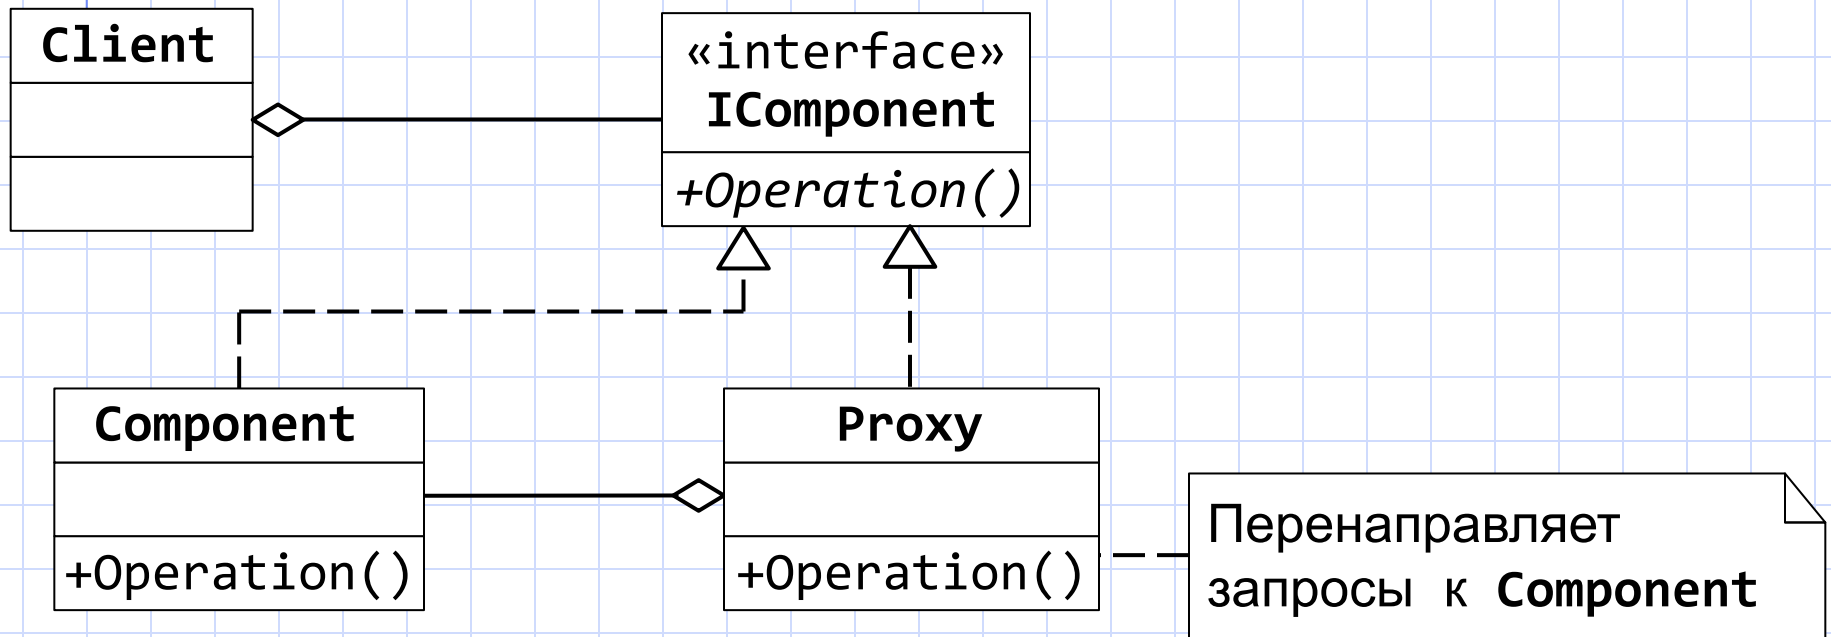 Client
«interface»
IComponent
+Operation()
Component
+Operation()
Proxy
+Operation()
Перенаправляет
запросы к Component